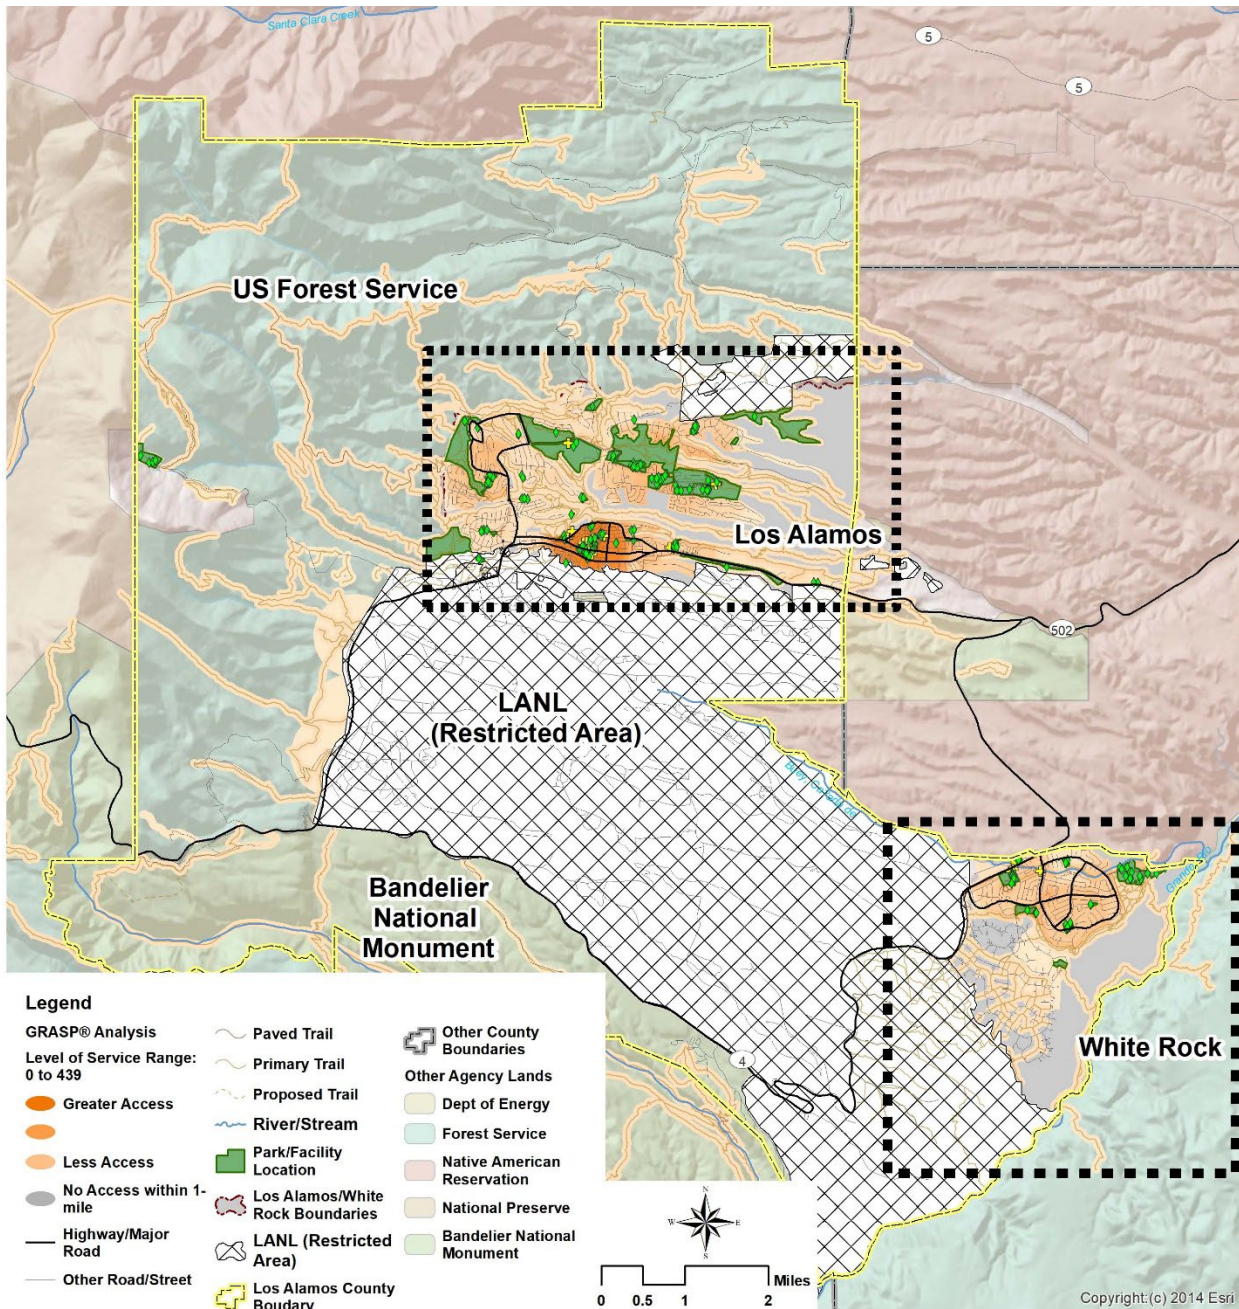 Santa Clara Creek
5
5
US Forest Service
Los Alamos
502
LANL
(Restricted Area)
Bandelier
National
Monument
Grande
White Rock
4
Legend
GRASP® Analysis
Level of Service Range:
0 to 439
Greater Access
Less Access
No Access within 1-
mile
Highway/Major
Road
Other Road/Street
Paved Trail
Primary Trail
Proposed Trail
River/Stream
Park/Facility
Location
Los Alamos/White
Rock Boundaries
LANL (Restricted
Area)
Los Alamos County
Boudary
Other County
Boundaries
Other Agency Lands
Dept of Energy
Forest Service
Native American
Reservation
National Preserve
Bandelier National
Monument
N
W
E
S
Miles
0 0.5 1 2
Copyright:(c) 2014 Esri